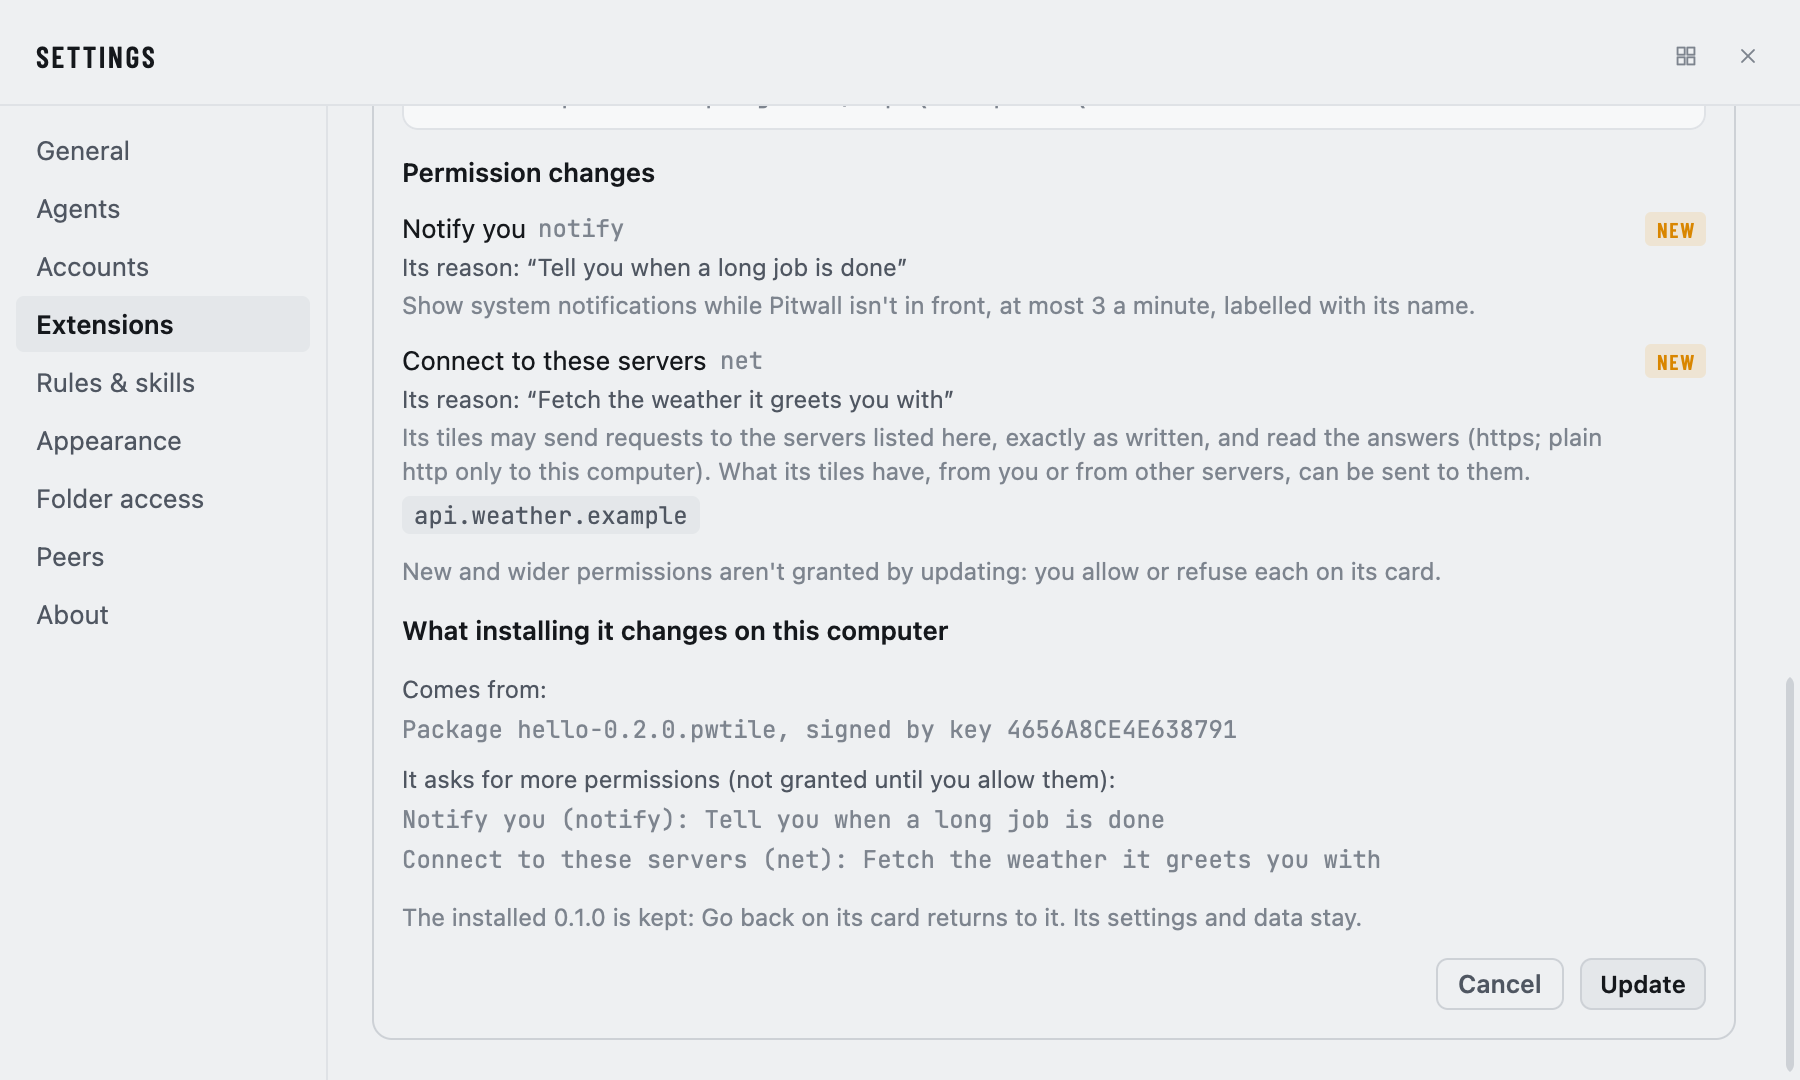 SETTINGS
General
Agents
Accounts
Extensions
Rules & skills
Appearance
Folder access
Peers
About
Permission changes
Notify you notify NEW
Its reason: “Tell you when a long job is done”
Show system notifications while Pitwall isn't in front, at most 3 a minute, labelled with its name.
Connect to these servers net NEW
Its reason: “Fetch the weather it greets you with”
Its tiles may send requests to the servers listed here, exactly as written, and read the answers (https; plain
http only to this computer). What its tiles have, from you or from other servers, can be sent to them.
api.weather.example
New and wider permissions aren't granted by updating: you allow or refuse each on its card.
What installing it changes on this computer
Comes from:
Package hello-0.2.0.pwtile, signed by key 4656A8CE4E638791
It asks for more permissions (not granted until you allow them):
Notify you (notify): Tell you when a long job is done
Connect to these servers (net): Fetch the weather it greets you with
The installed 0.1.0 is kept: Go back on its card returns to it. Its settings and data stay.
Cancel
Update